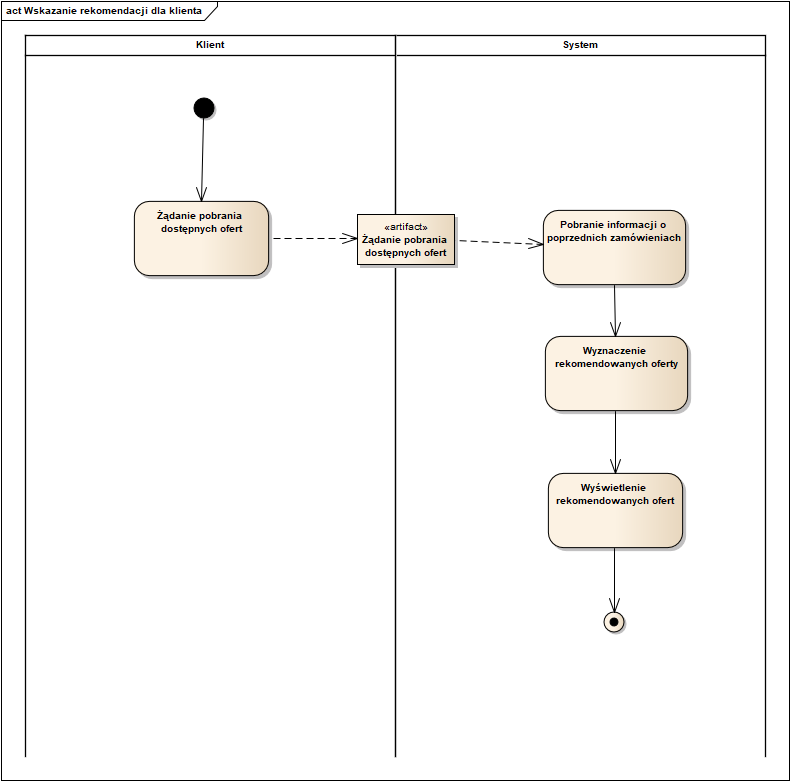 act Wskazanie rekomendacji dla klienta
Klient
System
Żądanie pobrania
dostępnych ofert
«artifact»
Żądanie pobrania
dostępnych ofert
Pobranie informacji o
poprzednich zamówieniach
Wyznaczenie
rekomendowanych oferty
Wyświetlenie
rekomendowanych ofert